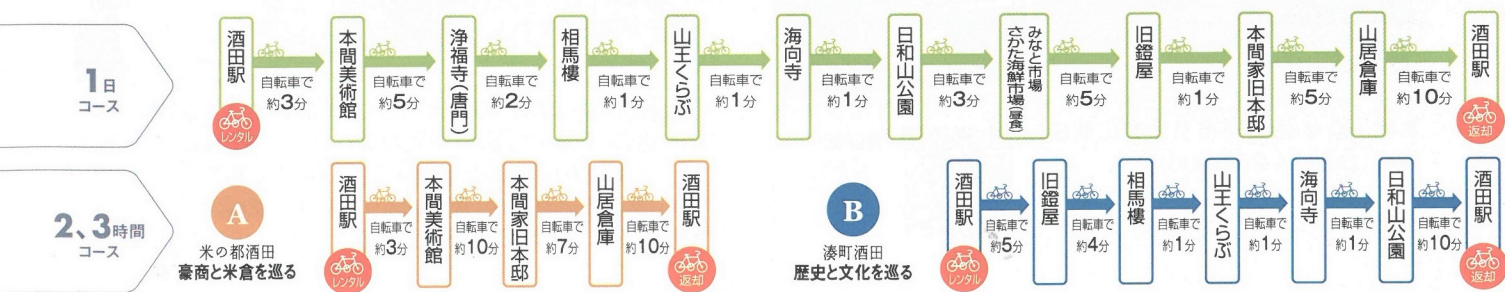 1日
コース
酒田駅
レンタル
自転車で
約3分
本間美術館
自転車で
約5分
浄福寺(唐門)
自転車で
約2分
相馬樓
自転車で
約1分
山王くらぶ
自転車で
約1分
海向寺
自転車で
約1分
日和山公園
自転車で
約3分
みなと市場
さかた海鮮市場(昼食)
自転車で
約5分
旧鐙屋
自転車で
約1分
本間家旧本邸
自転車で
約5分
山居倉庫
自転車で
約10分
酒田駅
返却
2、3時間
コース
A
米の都酒田
豪商と米倉を巡る
酒田駅
レンタル
自転車で
約3分
本間美術館
自転車で
約10分
本間家旧本邸
自転車で
約7分
山居倉庫
自転車で
約10分
酒田駅
返却
B
湊町酒田
歴史と文化を巡る
酒田駅
レンタル
自転車で
約5分
旧鐙屋
自転車で
約4分
相馬樓
自転車で
約1分
山王くらぶ
自転車で
約1分
海向寺
自転車で
約1分
日和山公園
自転車で
約10分
酒田駅
返却